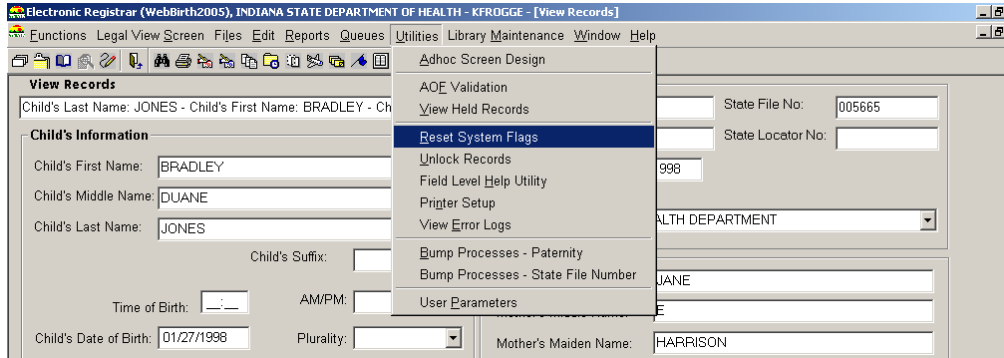 Electronic Registrar (WebBirth2005), INDIANA STATE DEPARTMENT OF HEALTH - KFROGGE - [View Records]
Functions Legal View Screen Files Edit Reports Queues Utilities Library Maintenance Window Help
View Records
Child's Last Name: JONES - Child's First Name: BRADLEY - Ch
Child's Information
Child's First Name: BRADLEY
Child's Middle Name: DUANE
Child's Last Name: JONES
Child's Suffix:
Time of Birth: __:__ AM/PM:
Child's Date of Birth: 01/27/1998 Plurality:
Adhoc Screen Design
AOF Validation
View Held Records
Reset System Flags
Unlock Records
Field Level Help Utility
Printer Setup
View Error Logs
Bump Processes - Paternity
Bump Processes - State File Number
User Parameters
State File No: 005665
State Locator No:
998
ALTH DEPARTMENT
JANE
E
Mother's Maiden Name: HARRISON